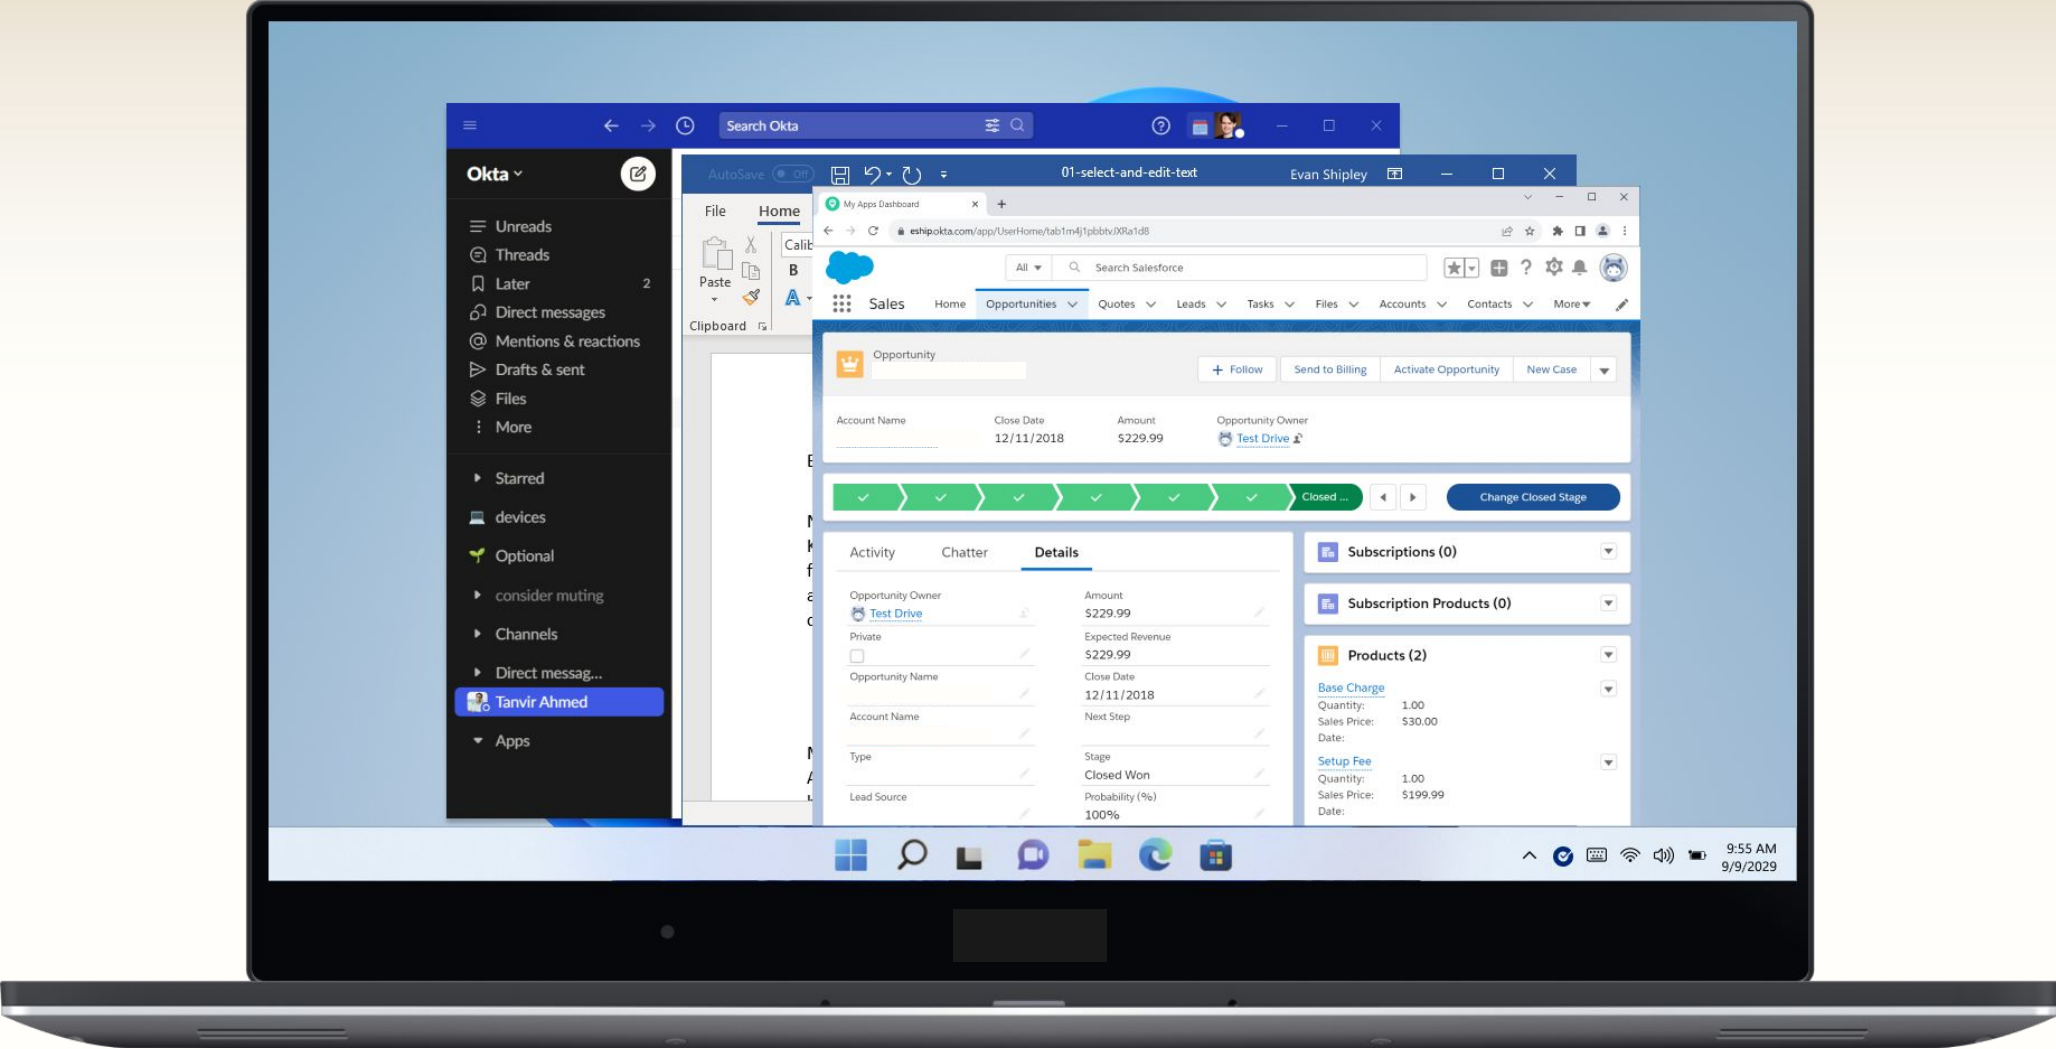 Search Okta
Okta
Unreads
Threads
Later 2
Direct messages
Mentions & reactions
Drafts & sent
Files
More
Starred
devices
Optional
consider muting
Channels
Direct messag...
Tanvir Ahmed
Apps
AutoSave Off
01-select-and-edit-text
Evan Shipley
File Home
Calib
Paste
B
A
Clipboard
My Apps Dashboard
eship.okta.com/app/UserHome/tab1m4j1pbbtvJXRa1d8
All Search Salesforce
Sales Home Opportunities Quotes Leads Tasks Files Accounts Contacts More
Opportunity
+ Follow Send to Billing Activate Opportunity New Case
Account Name Close Date Amount Opportunity Owner
12/11/2018 $229.99 Test Drive
Closed ... Change Closed Stage
Activity Chatter Details
Opportunity Owner Amount
Test Drive $229.99
Private Expected Revenue
$229.99
Opportunity Name Close Date
12/11/2018
Account Name Next Step
Type Stage
Closed Won
Lead Source Probability (%)
100%
Subscriptions (0)
Subscription Products (0)
Products (2)
Base Charge
Quantity: 1.00
Sales Price: $30.00
Date:
Setup Fee
Quantity: 1.00
Sales Price: $199.99
Date:
9:55 AM
9/9/2029